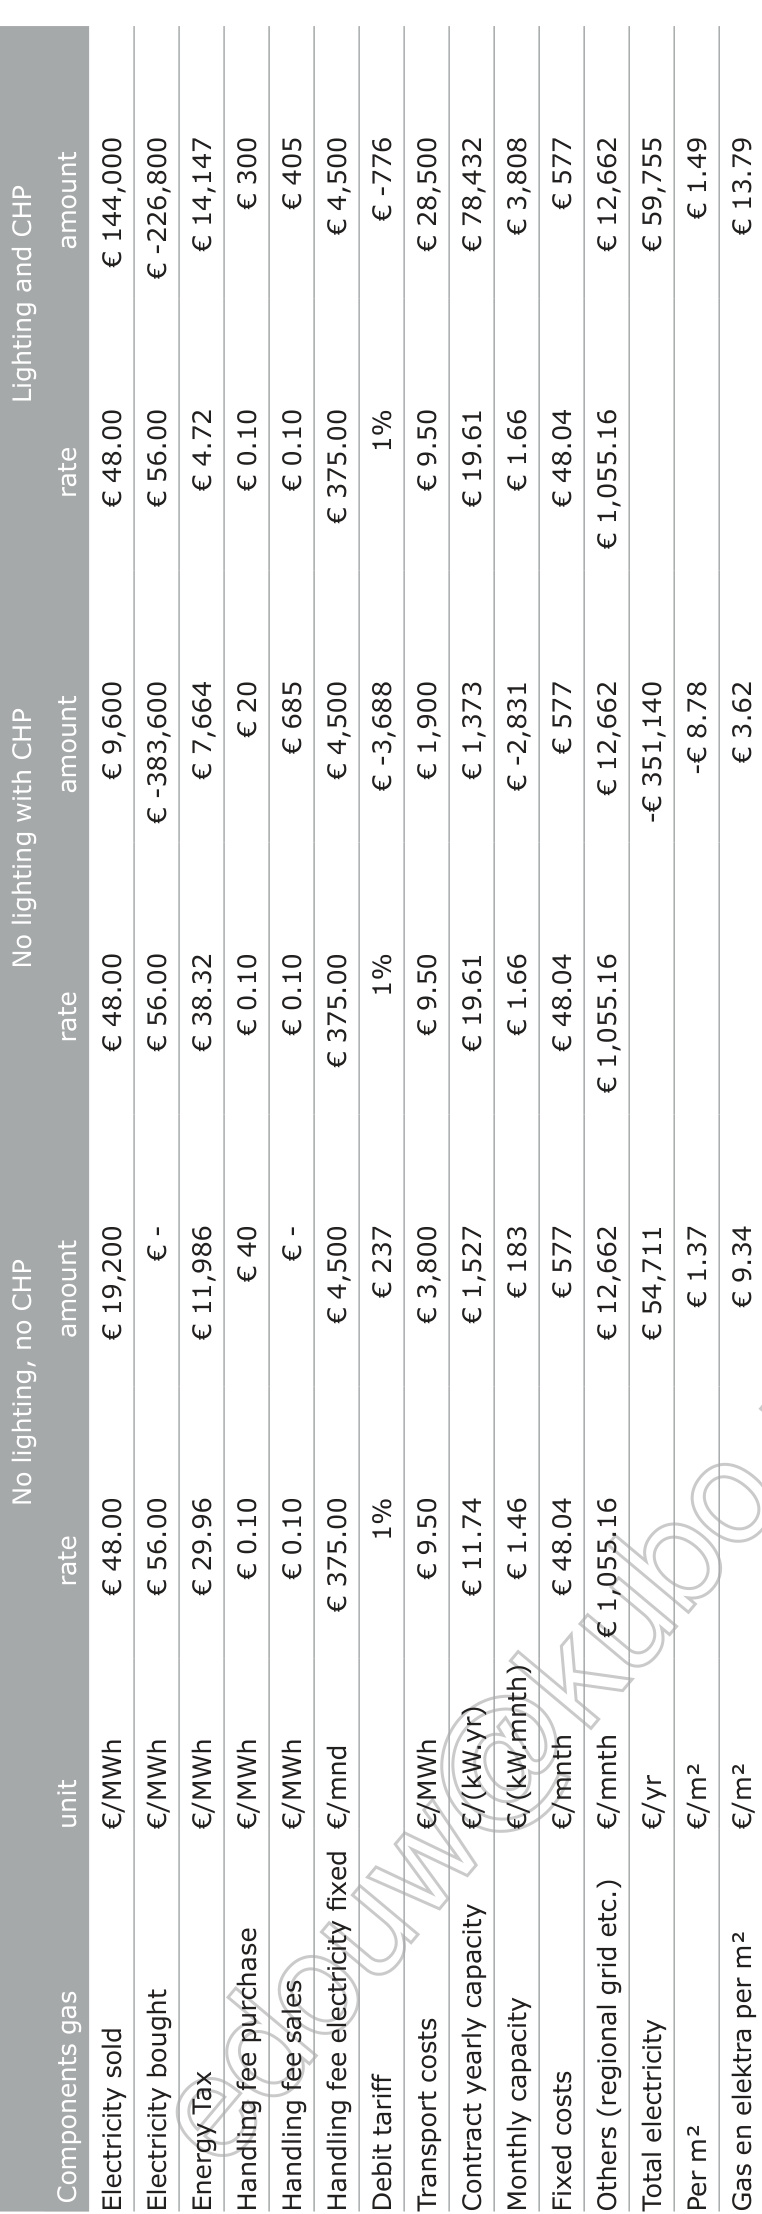 No lighting, no CHP No lighting with CHP Lighting and CHP
Components gas unit rate amount rate amount rate amount
Electricity sold €/MWh € 48.00 € 19,200 € 48.00 € 9,600 € 48.00 € 144,000
Electricity bought €/MWh € 56.00 € - € 56.00 € -383,600 € 56.00 € -226,800
Energy Tax €/MWh € 29.96 € 11,986 € 38.32 € 7,664 € 4.72 € 14,147
Handling fee purchase €/MWh € 0.10 € 40 € 0.10 € 20 € 0.10 € 300
Handling fee sales €/MWh € 0.10 € - € 0.10 € 685 € 0.10 € 405
Handling fee electricity fixed €/mnd € 375.00 € 4,500 € 375.00 € 4,500 € 375.00 € 4,500
Debit tariff 1% € 237 1% € -3,688 1% € -776
Transport costs €/MWh € 9.50 € 3,800 € 9.50 € 1,900 € 9.50 € 28,500
Contract yearly capacity €/(kW.yr) € 11.74 € 1,527 € 19.61 € 1,373 € 19.61 € 78,432
Monthly capacity €/(kW.mnth) € 1.46 € 183 € 1.66 € -2,831 € 1.66 € 3,808
Fixed costs €/mnth € 48.04 € 577 € 48.04 € 577 € 48.04 € 577
Others (regional grid etc.) €/mnth € 1,055.16 € 12,662 € 1,055.16 € 12,662 € 1,055.16 € 12,662
Total electricity €/yr € 54,711 -€ 351,140 € 59,755
Per m² €/m² € 1.37 -€ 8.78 € 1.49
Gas en elektra per m² €/m² € 9.34 € 3.62 € 13.79
edouw@kubo